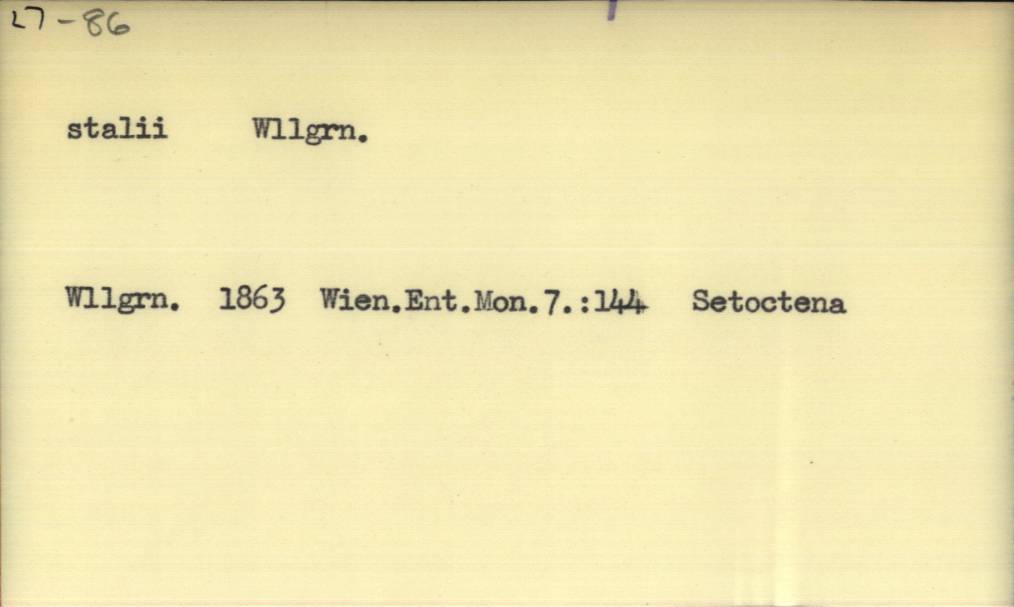 27-86
stalii Wllgrn.
Wllgrn. 1863 Wien.Ent.Mon.7.:144 Setoctena